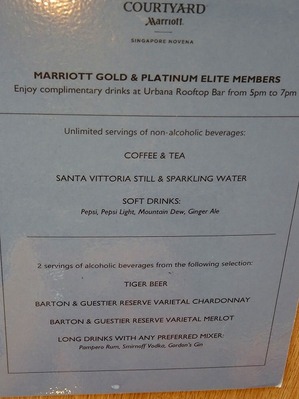 COURTYARD
Marriott
SINGAPORE NOVENA
MARRIOTT GOLD & PLATINUM ELITE MEMBERS
Enjoy complimentary drinks at Urbana Rooftop Bar from 5pm to 7pm
Unlimited servings of non-alcoholic beverages:
COFFEE & TEA
SANTA VITTORIA STILL & SPARKLING WATER
SOFT DRINKS:
Pepsi, Pepsi Light, Mountain Dew, Ginger Ale
2 servings of alcoholic beverages from the following selection:
TIGER BEER
BARTON & GUESTIER RESERVE VARIETAL CHARDONNAY
BARTON & GUESTIER RESERVE VARIETAL MERLOT
LONG DRINKS WITH ANY PREFERRED MIXER:
Pampero Rum, Smirnoff Vodka, Gordon's Gin